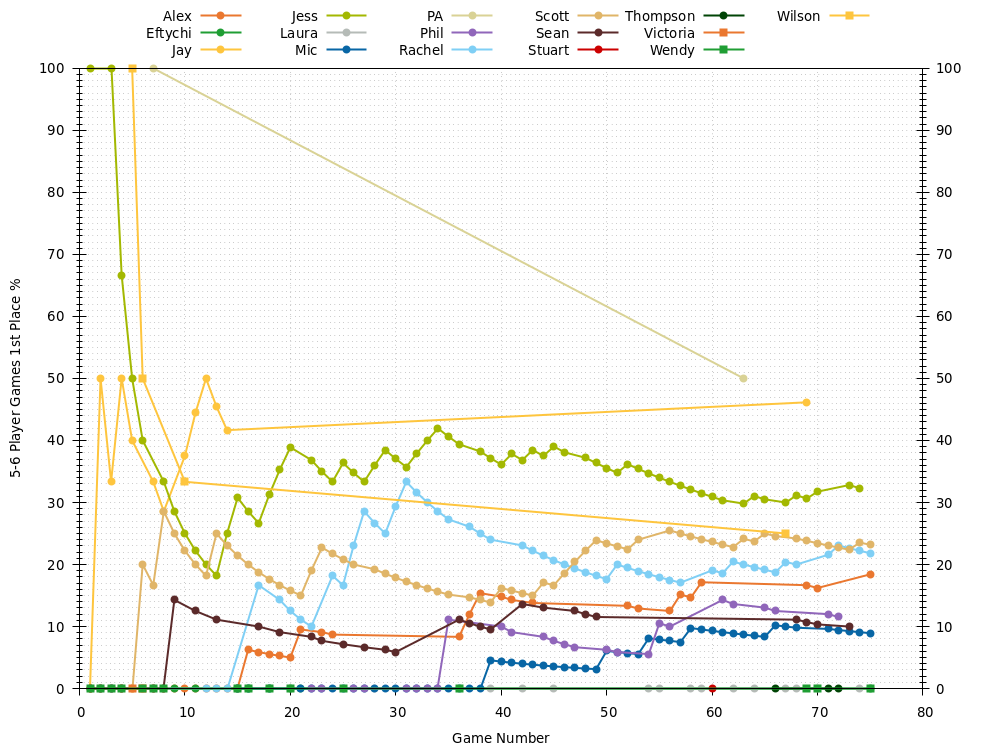 Alex Jess PA Scott Thompson Wilson
Eftychi Laura Phil Sean Victoria
Jay Mic Rachel Stuart Wendy
100 100
90 90
80 80
70 70
60 60
50 50
40 40
30 30
20 20
10 10
0 0
5-6 Player Games 1st Place %
0 10 20 30 40 50 60 70 80
Game Number